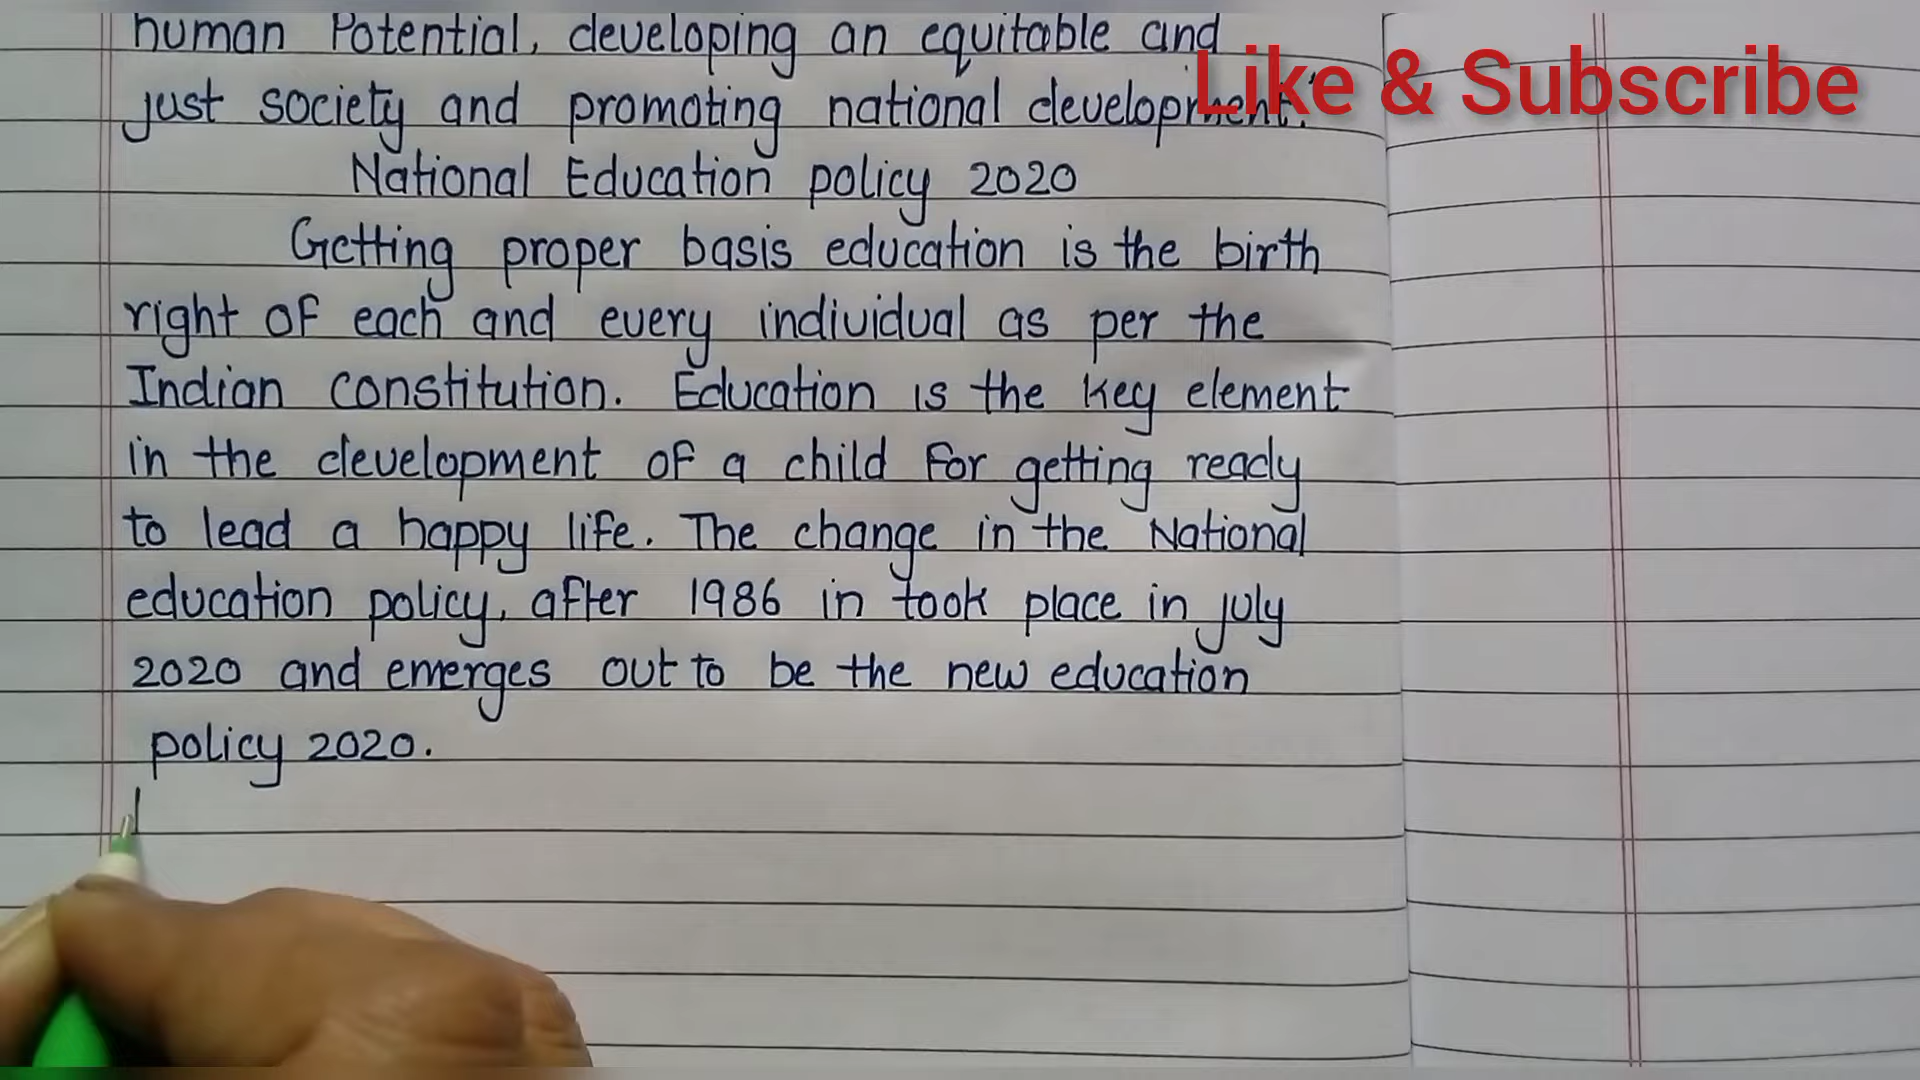 human Potential, developing an equitable and
Like & Subscribe
just society and promoting national development."
National Education policy 2020
Getting proper basis education is the birth
right of each and every individual as per the
Indian constitution. Education is the key element
in the development of a child for getting ready
to lead a happy life. The change in the National
education policy, after 1986 in took place in july
2020 and emerges out to be the new education
policy 2020.